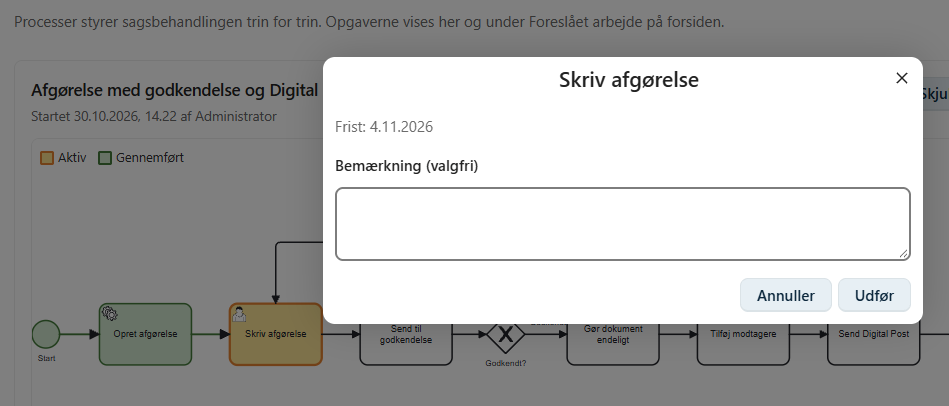 Processer styrer sagsbehandlingen trin for trin. Opgaverne vises her og under Foreslået arbejde på forsiden.
Afgørelse med godkendelse og Digital
Startet 30.10.2026, 14.22 af Administrator
Aktiv
Gennemført
Skriv afgørelse
Frist: 4.11.2026
Bemærkning (valgfri)
Annuller
Udfør
Start
Opret afgørelse
Skriv afgørelse
Send til
godkendelse
Godkendt?
Gør dokument
endeligt
Tilføj modtagere
Send Digital Post